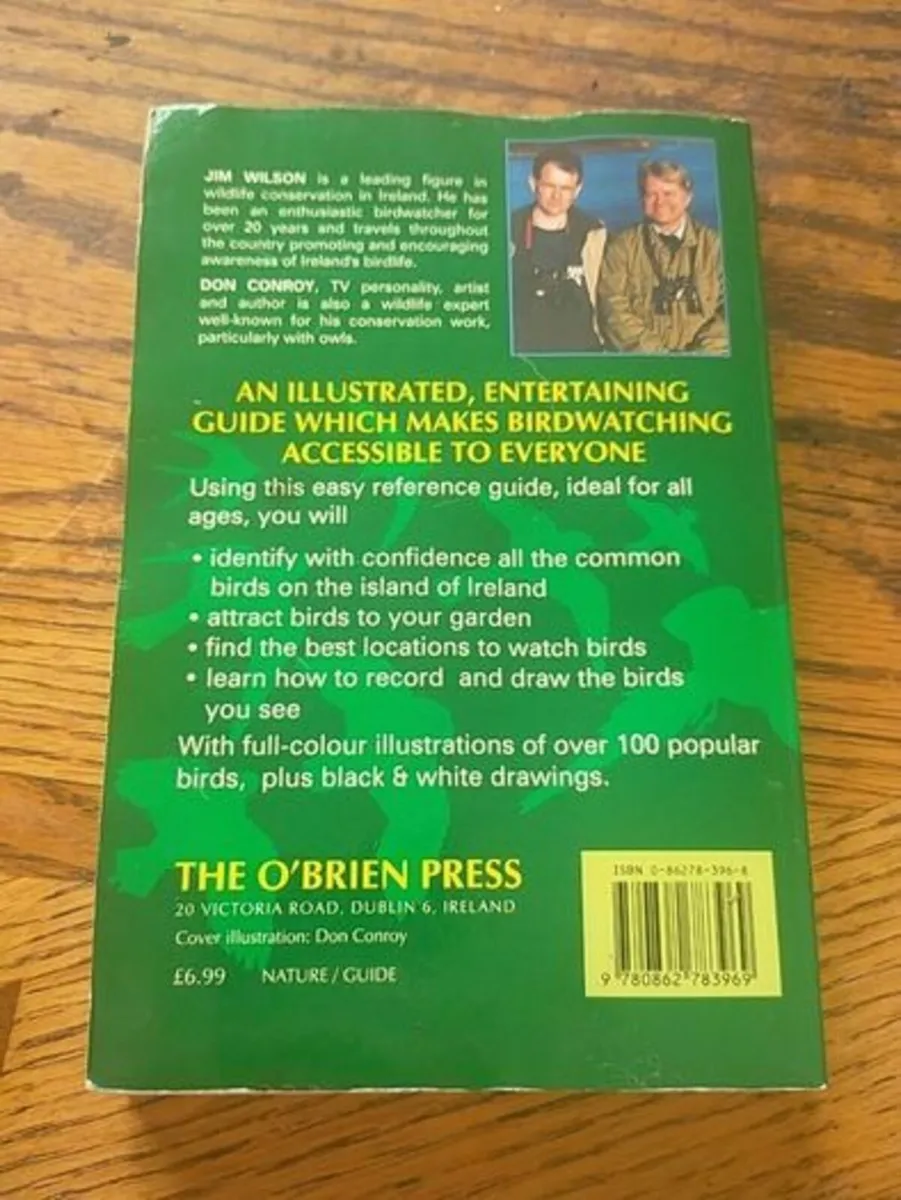 JIM WILSON is a leading figure in
wildlife conservation in Ireland. He has
been an enthusiastic birdwatcher for
over 20 years and travels throughout
the country promoting and encouraging
awareness of Ireland's birdlife.
DON CONROY, TV personality, artist
and author is also a wildlife expert
well-known for his conservation work,
particularly with owls.
AN ILLUSTRATED, ENTERTAINING
GUIDE WHICH MAKES BIRDWATCHING
ACCESSIBLE TO EVERYONE
Using this easy reference guide, ideal for all
ages, you will
• identify with confidence all the common
birds on the island of Ireland
• attract birds to your garden
• find the best locations to watch birds
• learn how to record and draw the birds
you see
With full-colour illustrations of over 100 popular
birds, plus black & white drawings.
THE O'BRIEN PRESS
20 VICTORIA ROAD, DUBLIN 6, IRELAND
Cover illustration: Don Conroy
£6.99 NATURE / GUIDE
ISBN 0-86278-396-8
9 780862 783969